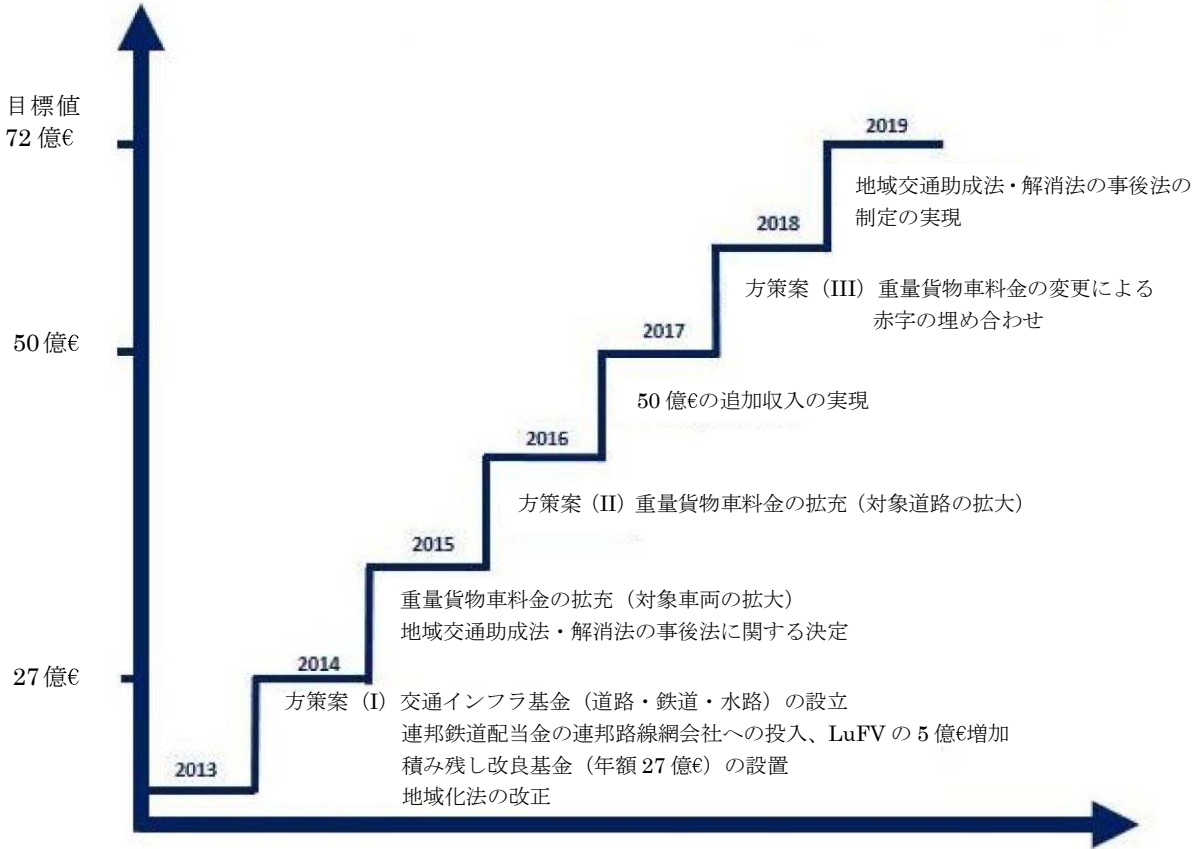 目標値
72 億€
2019
地域交通助成法・解消法の事後法の
制定の実現
2018
方策案（III）重量貨物車料金の変更による
赤字の埋め合わせ
50 億€
2017
50 億€の追加収入の実現
2016
方策案（II）重量貨物車料金の拡充（対象道路の拡大）
2015
重量貨物車料金の拡充（対象車両の拡大）
地域交通助成法・解消法の事後法に関する決定
27 億€
2014
方策案（I）交通インフラ基金（道路・鉄道・水路）の設立
連邦鉄道配当金の連邦路線網会社への投入、LuFV の 5 億€増加
積み残し改良基金（年額 27 億€）の設置
地域化法の改正
2013